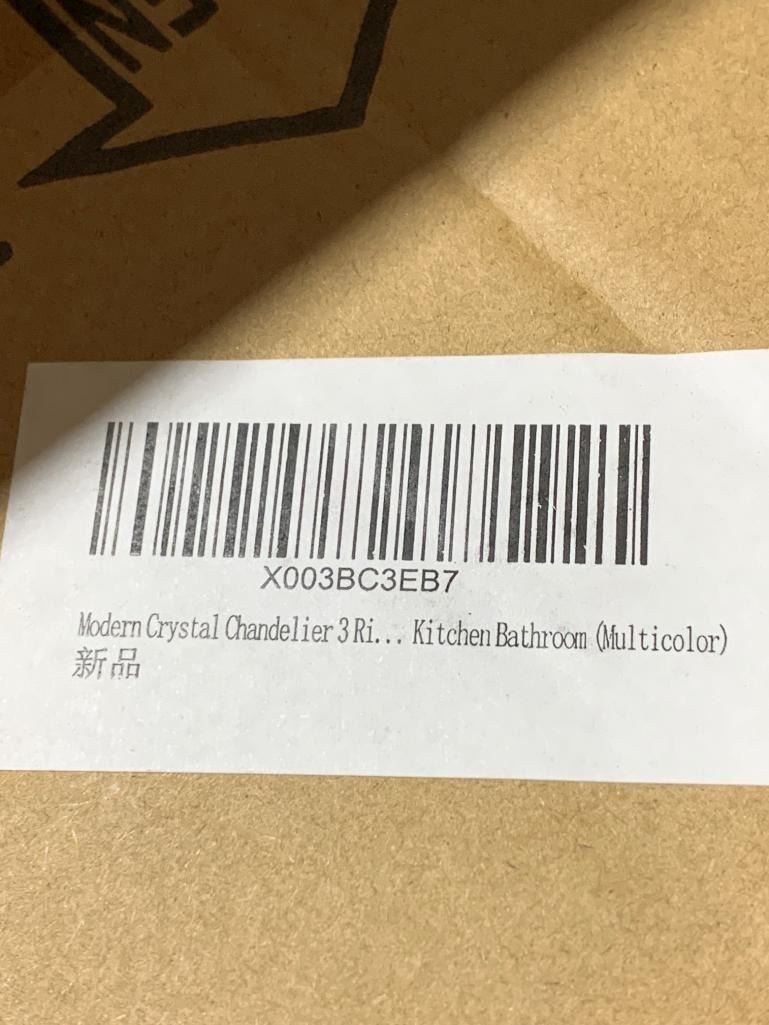 X003BC3EB7
Modern Crystal Chandelier 3 Ri... Kitchen Bathroom (Multicolor)
新品